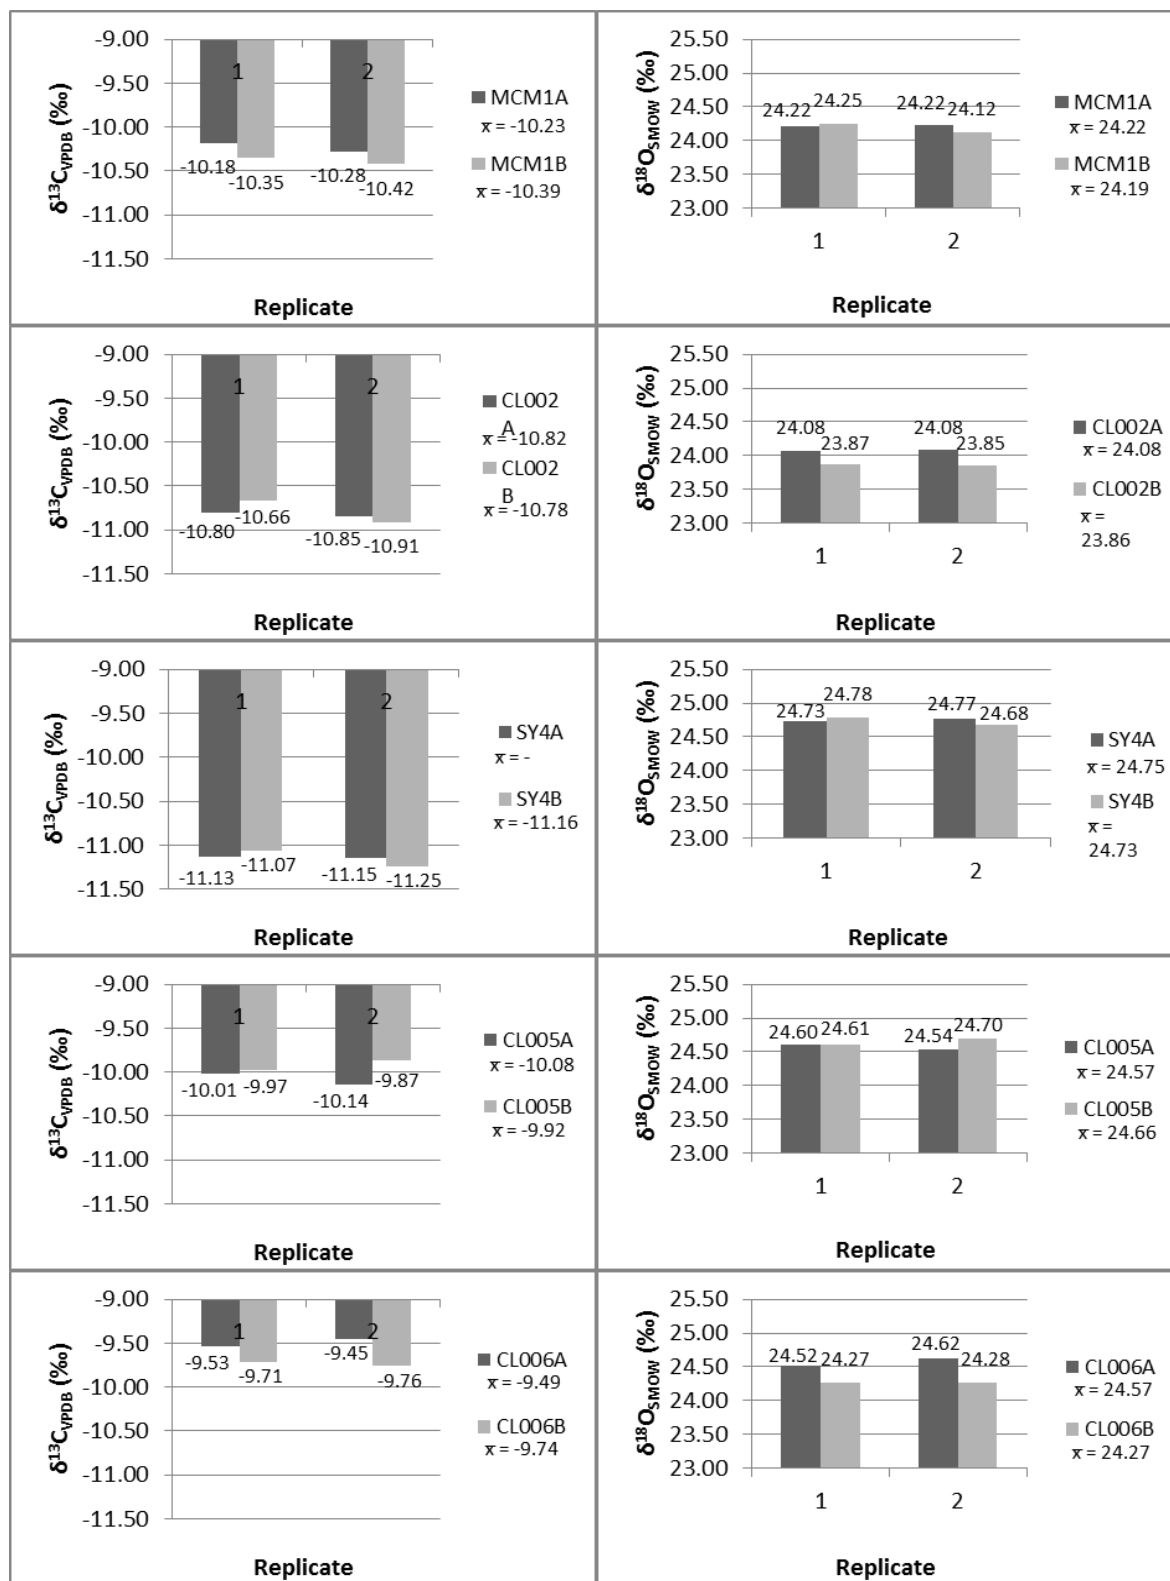 -9.00
-9.50
-10.00
-10.50
-11.00
-11.50
δ¹³C_VPDB (‰)
1
2
-10.18
-10.35
-10.28
-10.42
Replicate
MCM1A
x̄ = -10.23
MCM1B
x̄ = -10.39
25.50
25.00
24.50
24.00
23.50
23.00
δ¹⁸O_SMOW (‰)
24.22
24.25
24.22
24.12
1
2
Replicate
MCM1A
x̄ = 24.22
MCM1B
x̄ = 24.19
-9.00
-9.50
-10.00
-10.50
-11.00
-11.50
δ¹³C_VPDB (‰)
1
2
-10.80
-10.66
-10.85
-10.91
Replicate
CL002
A
x̄ = -10.82
CL002
B
x̄ = -10.78
25.50
25.00
24.50
24.00
23.50
23.00
δ¹⁸O_SMOW (‰)
24.08
23.87
24.08
23.85
1
2
Replicate
CL002A
x̄ = 24.08
CL002B
x̄ =
23.86
-9.00
-9.50
-10.00
-10.50
-11.00
-11.50
δ¹³C_VPDB (‰)
1
2
-11.13
-11.07
-11.15
-11.25
Replicate
SY4A
x̄ = -
SY4B
x̄ = -11.16
25.50
25.00
24.50
24.00
23.50
23.00
δ¹⁸O_SMOW (‰)
24.73
24.78
24.77
24.68
1
2
Replicate
SY4A
x̄ = 24.75
SY4B
x̄ =
24.73
-9.00
-9.50
-10.00
-10.50
-11.00
-11.50
δ¹³C_VPDB (‰)
1
2
-10.01
-9.97
-10.14
-9.87
Replicate
CL005A
x̄ = -10.08
CL005B
x̄ = -9.92
25.50
25.00
24.50
24.00
23.50
23.00
δ¹⁸O_SMOW (‰)
24.60
24.61
24.54
24.70
1
2
Replicate
CL005A
x̄ = 24.57
CL005B
x̄ = 24.66
-9.00
-9.50
-10.00
-10.50
-11.00
-11.50
δ¹³C_VPDB (‰)
1
2
-9.53
-9.71
-9.45
-9.76
Replicate
CL006A
x̄ = -9.49
CL006B
x̄ = -9.74
25.50
25.00
24.50
24.00
23.50
23.00
δ¹⁸O_SMOW (‰)
24.52
24.27
24.62
24.28
1
2
Replicate
CL006A
x̄ = 24.57
CL006B
x̄ = 24.27